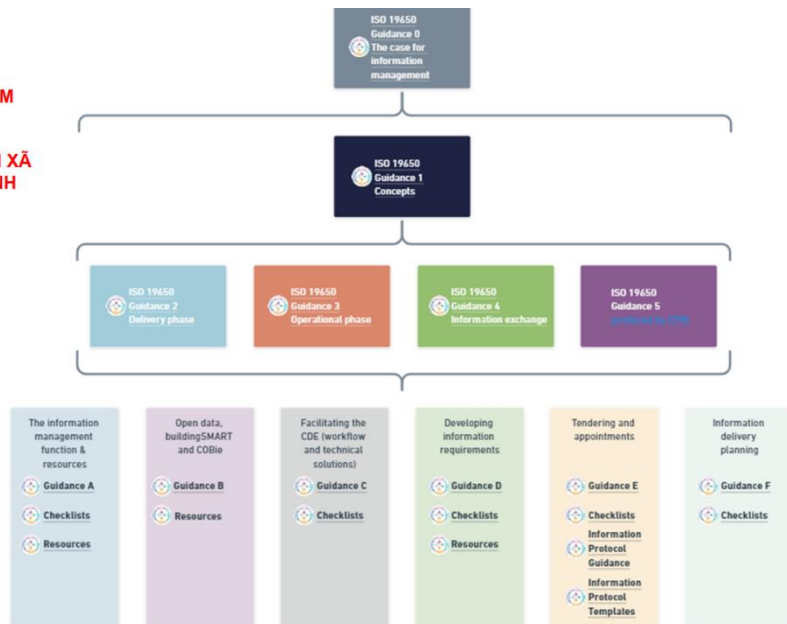 ISO 19650
Guidance 0
The case for
information
management
M
XÃ
NH
ISO 19650
Guidance 1
Concepts
ISO 19650
Guidance 2
Delivery phase
ISO 19650
Guidance 3
Operational phase
ISO 19650
Guidance 4
Information exchange
ISO 19650
Guidance 5
The information
management
function &
resources
Guidance A
Checklists
Resources
Open data,
buildingSMART
and COBie
Guidance B
Resources
Facilitating the
CDE (workflow
and technical
solutions)
Guidance C
Checklists
Developing
information
requirements
Guidance D
Checklists
Resources
Tendering and
appointments
Guidance E
Checklists
Information
Protocol
Guidance
Information
Protocol
Templates
Information
delivery
planning
Guidance F
Checklists